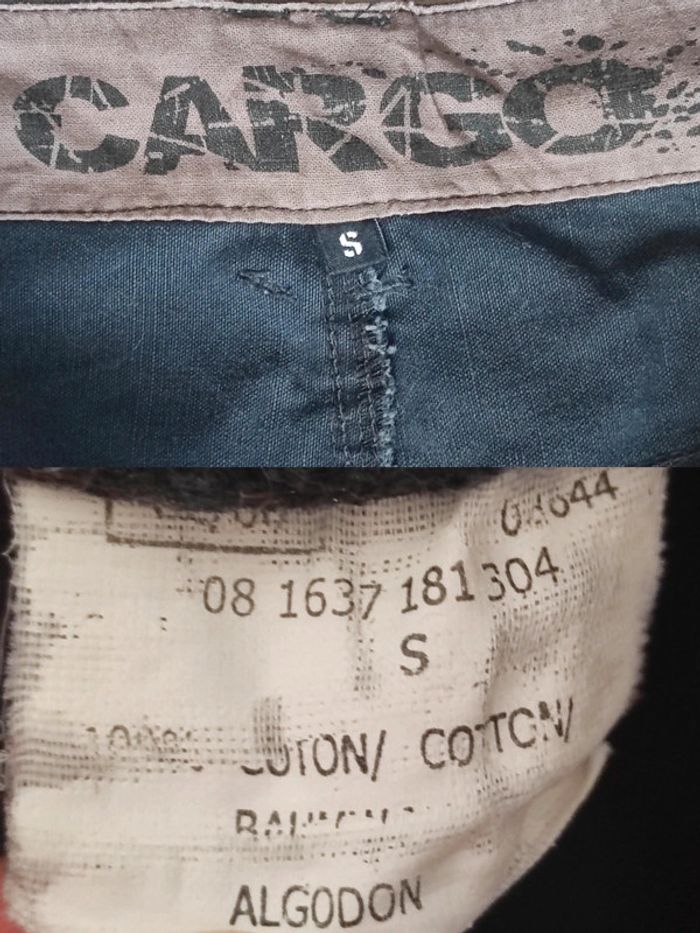 CARGO
S
08 1637 181304
S
COTON/ COTTON/
ALGODON